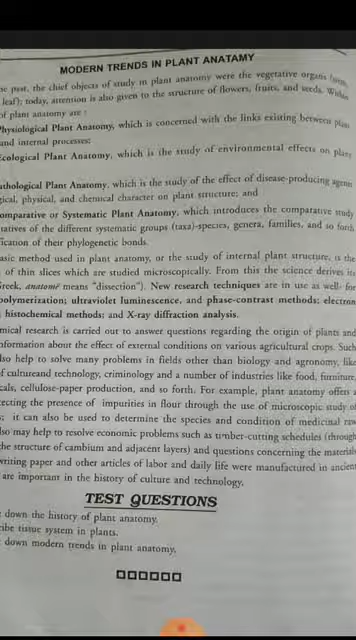 MODERN TRENDS IN PLANT ANATAMY
he past, the chief objects of study in plant anatomy were the vegetative organs
leaf); today, attention is also given to the structure of flowers, fruits, and seeds. Within
of plant anatomy are :
Physiological Plant Anatomy, which is concerned with the links existing between plant
and internal processes;
Ecological Plant Anatomy, which is the study of environmental effects on plant
athological Plant Anatomy, which is the study of the effect of disease-producing agents
gical, physical, and chemical character on plant structure; and
omparative or Systematic Plant Anatomy, which introduces the comparative study
tatives of the different systematic groups (taxa)-species, genera, families, and so forth
fication of their phylogenetic bonds.
asic method used in plant anatomy, or the study of internal plant structure, is the
of thin slices which are studied microscopically. From this the science derives its
Greek, anatomē means "dissection"). New research techniques are in use as well- for
polymerization; ultraviolet luminescence, and phase-contrast methods; electron
histochemical methods; and X-ray diffraction analysis.
mical research is carried out to answer questions regarding the origin of plants and
nformation about the effect of external conditions on various agricultural crops. Such
lso help to solve many problems in fields other than biology and agronomy, like
of cultureand technology, criminology and a number of industries like food, furniture,
cals, cellulose-paper production, and so forth. For example, plant anatomy offers a
tecting the presence of impurities in flour through the use of microscopic study of
s; it can also be used to determine the species and condition of medicinal raw
lso may help to resolve economic problems such as timber-cutting schedules (through
the structure of cambium and adjacent layers) and questions concerning the materials
writing paper and other articles of labor and daily life were manufactured in ancient
are important in the history of culture and technology.
TEST QUESTIONS
down the history of plant anatomy.
ribe tissue system in plants.
down modern trends in plant anatomy.